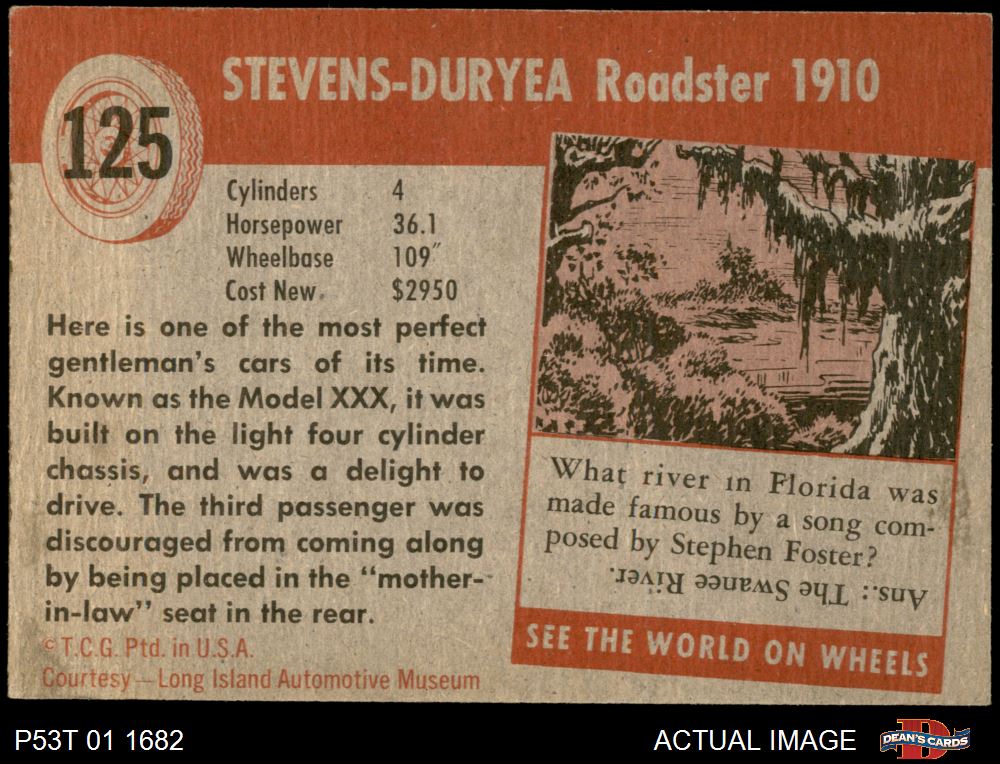 STEVENS-DURYEA Roadster 1910
125
Cylinders 4
Horsepower 36.1
Wheelbase 109″
Cost New. $2950
Here is one of the most perfect
gentleman's cars of its time.
Known as the Model XXX, it was
built on the light four cylinder
chassis, and was a delight to
drive. The third passenger was
discouraged from coming along
by being placed in the "mother-
in-law" seat in the rear.
© T.C.G. Ptd. in U.S.A.
Courtesy—Long Island Automotive Museum
What river in Florida was
made famous by a song com-
posed by Stephen Foster?
Ans.: The Swanee River.
SEE THE WORLD ON WHEELS
P53T 01 1682
ACTUAL IMAGE
D
DEAN'S CARDS